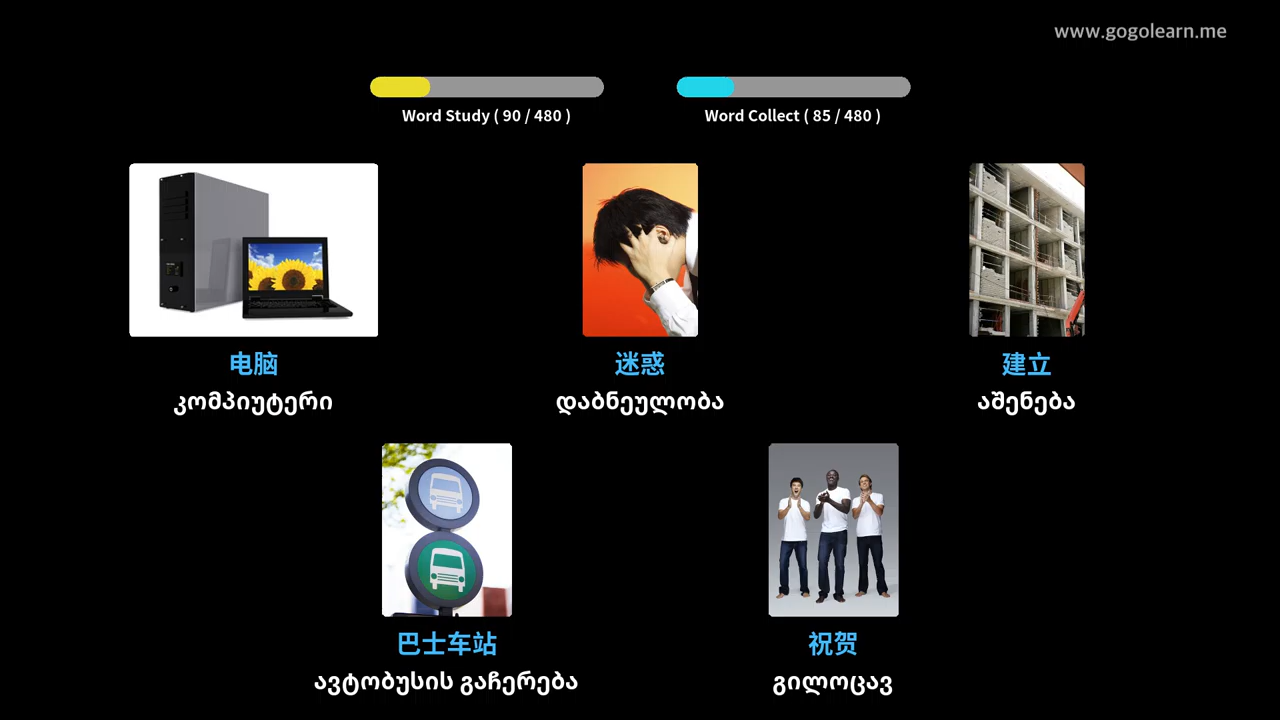 www.gogolearn.me
Word Study ( 90 / 480 )
Word Collect ( 85 / 480 )
电脑
კომპიუტერი
迷惑
დაბნეულობა
建立
აშენება
巴士车站
ავტობუსის გაჩერება
祝贺
გილოცავ